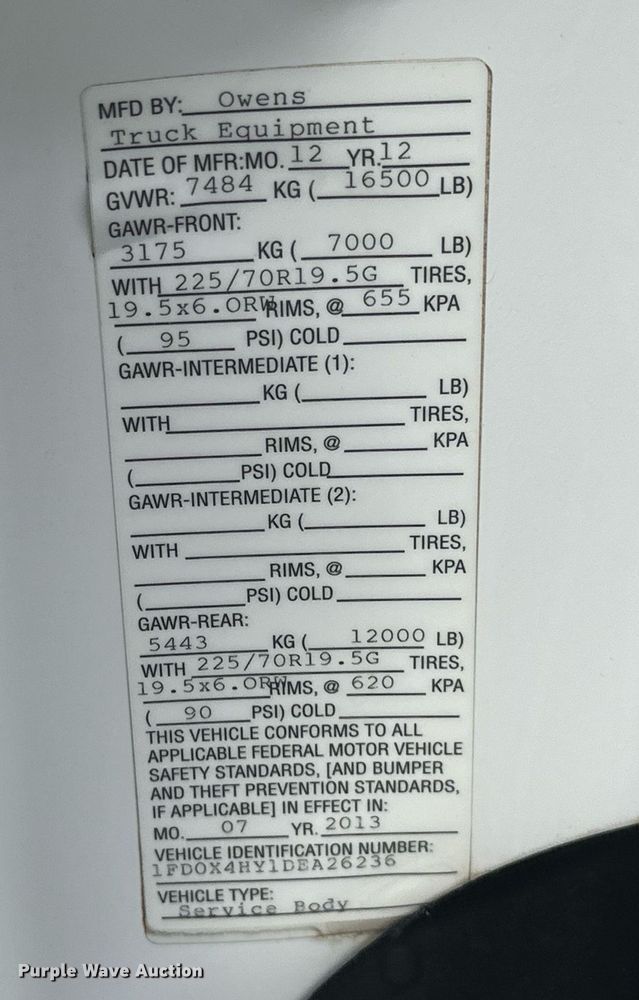 MFD BY: Owens
Truck Equipment
DATE OF MFR:MO. 12 YR. 12
GVWR: 7484 KG ( 16500 LB)
GAWR-FRONT:
3175 KG ( 7000 LB)
WITH 225/70R19.5G TIRES,
19.5x6.0RW RIMS, @ 655 KPA
( 95 PSI) COLD
GAWR-INTERMEDIATE (1):
KG ( LB)
WITH TIRES,
RIMS, @ KPA
( PSI) COLD
GAWR-INTERMEDIATE (2):
KG ( LB)
WITH TIRES,
RIMS, @ KPA
( PSI) COLD
GAWR-REAR:
5443 KG ( 12000 LB)
WITH 225/70R19.5G TIRES,
19.5x6.0RW RIMS, @ 620 KPA
( 90 PSI) COLD
THIS VEHICLE CONFORMS TO ALL
APPLICABLE FEDERAL MOTOR VEHICLE
SAFETY STANDARDS, [AND BUMPER
AND THEFT PREVENTION STANDARDS,
IF APPLICABLE] IN EFFECT IN:
MO. 07 YR. 2013
VEHICLE IDENTIFICATION NUMBER:
1FDOX4HY1DEA26236
VEHICLE TYPE:
Service Body
Purple Wave Auction